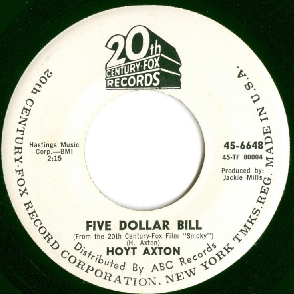 20th
CENTURY-FOX
RECORDS
Hastings Music
Corp.—BMI
2:15
45-6648
45-TF 80004
Produced by:
Jackie Mills
FIVE DOLLAR BILL
(From the 20th Century-Fox Film "Smoky")
(H. Axton)
HOYT AXTON
Distributed By ABC Records
20th CENTURY-FOX RECORD CORPORATION, NEW YORK TMKS. REG. MADE IN U.S.A.